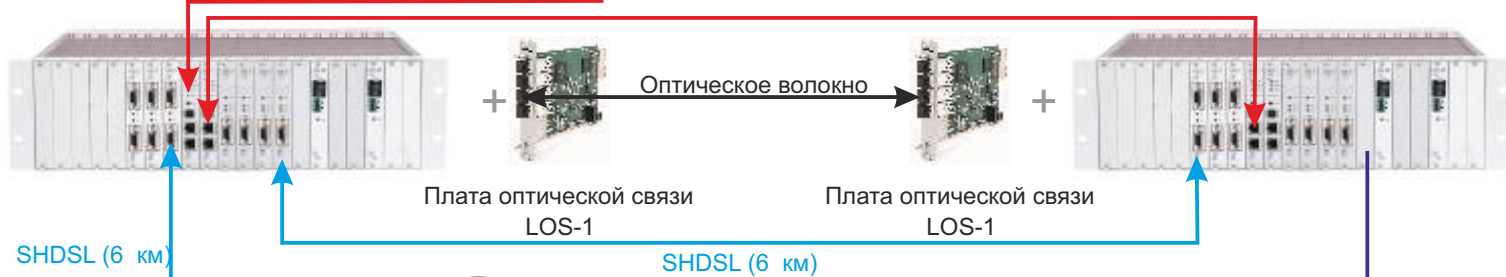 Оптическое волокно
Плата оптической связи
LOS-1
Плата оптической связи
LOS-1
SHDSL (6 км)
SHDSL (6 км)